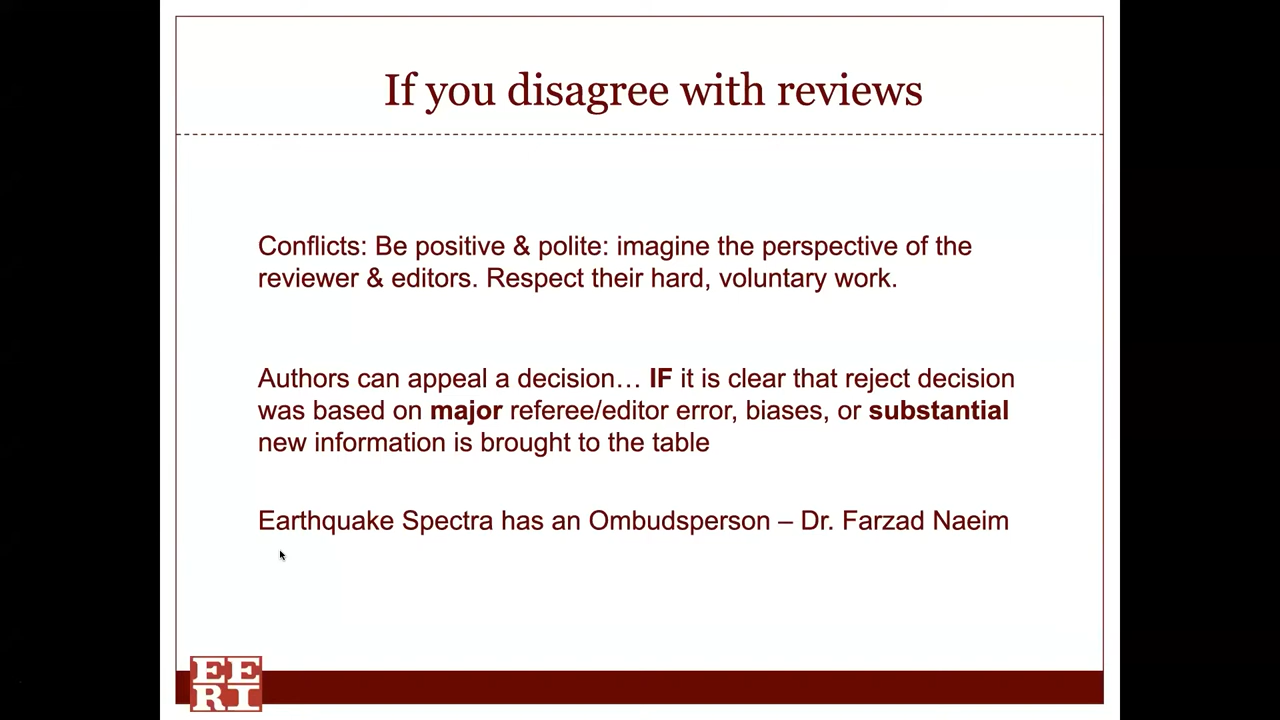 If you disagree with reviews
Conflicts: Be positive & polite: imagine the perspective of the
reviewer & editors. Respect their hard, voluntary work.
Authors can appeal a decision… IF it is clear that reject decision
was based on major referee/editor error, biases, or substantial
new information is brought to the table
Earthquake Spectra has an Ombudsperson – Dr. Farzad Naeim
EE
RI